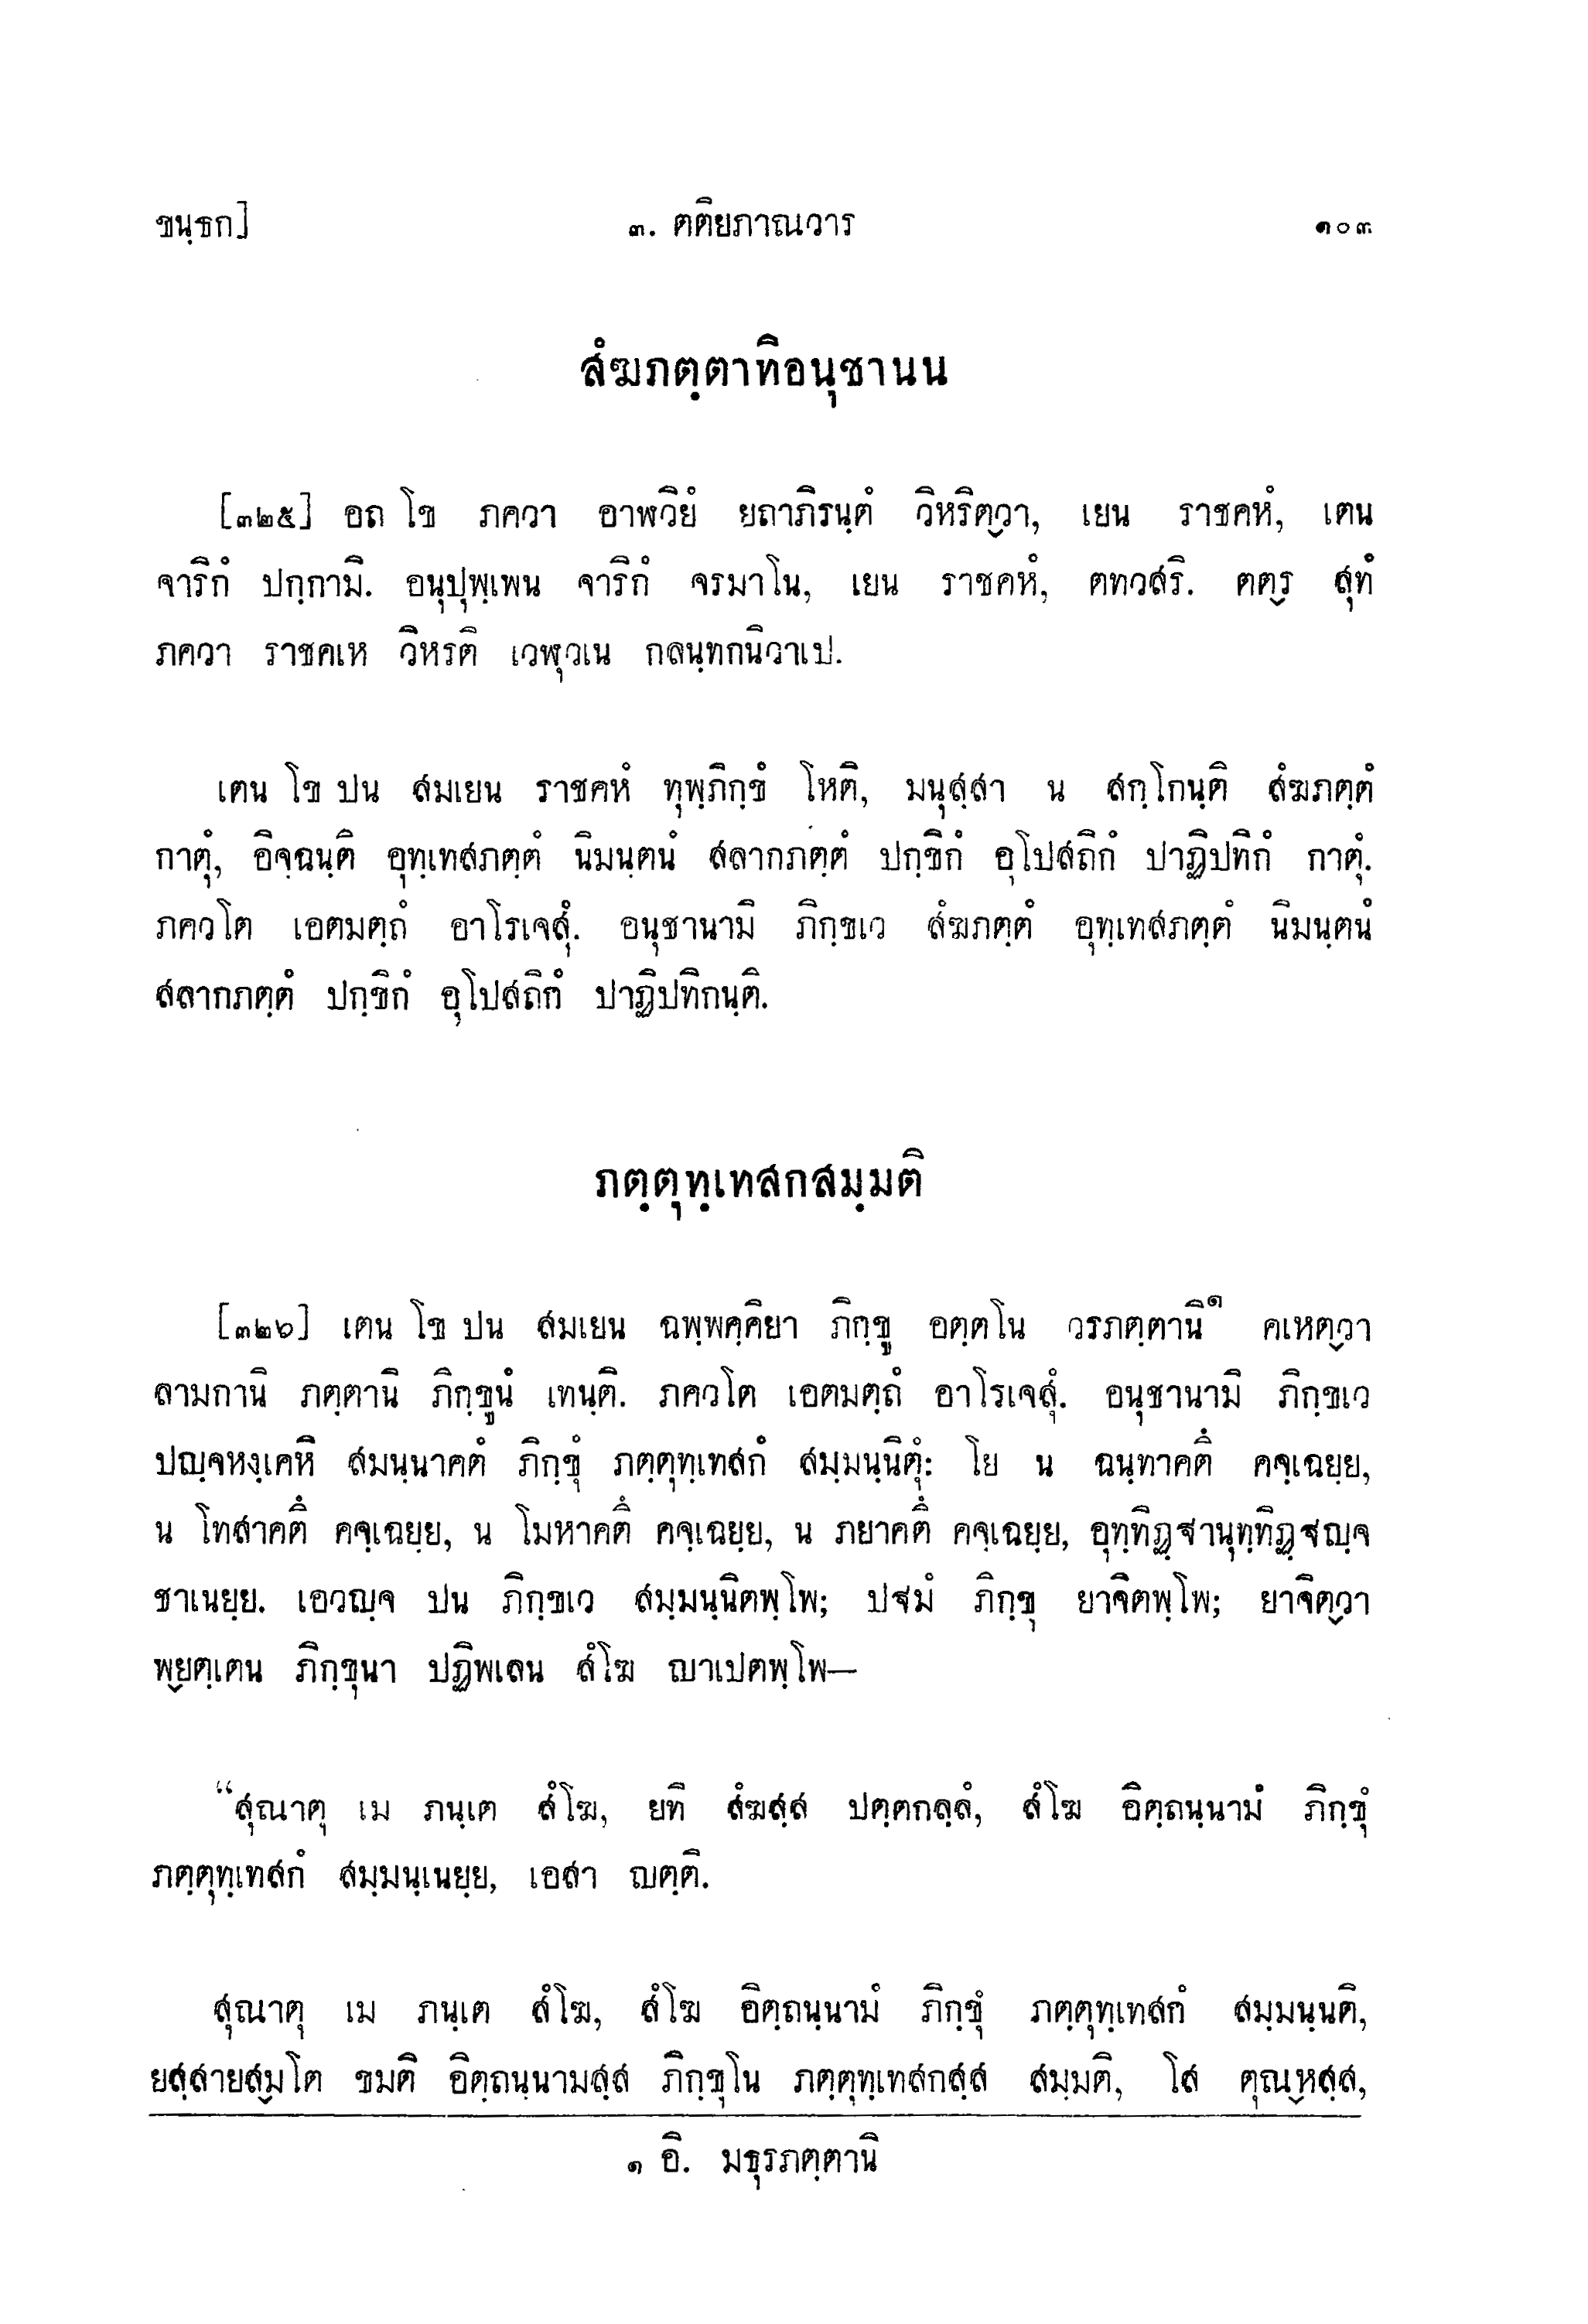 ขนฺธก]
๓. ตติยภาณวาร
๑๐๓
สํฆภตฺตาทิอนุชานน
[๓๒๕] อถ โข ภควา อาฬวิยํ ยถาภิรนฺตํ วิหริตฺวา, เยน ราชคหํ, เตน
จาริกํ ปกฺกามิ. อนุปุพฺเพน จาริกํ จรมาโน, เยน ราชคหํ, ตทวสริ. ตตฺร สุทํ
ภควา ราชคเห วิหรติ เวฬุวเน กลนฺทกนิวาเป.
เตน โข ปน สมเยน ราชคหํ ทุพฺภิกฺขํ โหติ, มนุสฺสา น สกฺโกนฺติ สํฆภตฺตํ
กาตุํ, อิจฺฉนฺติ อุทฺเทสภตฺตํ นิมนฺตนํ สลากภตฺตํ ปกฺขิกํ อุโปสถิกํ ปาฏิปทิกํ กาตุํ.
ภควโต เอตมตฺถํ อาโรเจสุํ. อนุชานามิ ภิกฺขเว สํฆภตฺตํ อุทฺเทสภตฺตํ นิมนฺตนํ
สลากภตฺตํ ปกฺขิกํ อุโปสถิกํ ปาฏิปทิกนฺติ.
ภตฺตุทฺเทสกสมฺมติ
[๓๒๖] เตน โข ปน สมเยน ฉพฺพคฺคิยา ภิกฺขู อตฺตโน วรภตฺตานิ๑ คเหตฺวา
ลามกานิ ภตฺตานิ ภิกฺขูนํ เทนฺติ. ภควโต เอตมตฺถํ อาโรเจสุํ. อนุชานามิ ภิกฺขเว
ปญฺจหงฺเคหิ สมนฺนาคตํ ภิกฺขุํ ภตฺตุทฺเทสกํ สมฺมนฺนิตุํ: โย น ฉนฺทาคตึ คจฺเฉยฺย,
น โทสาคตึ คจฺเฉยฺย, น โมหาคตึ คจฺเฉยฺย, น ภยาคตึ คจฺเฉยฺย, อุทฺทิฏฺฐานุทฺทิฏฺฐญฺจ
ชาเนยฺย. เอวญฺจ ปน ภิกฺขเว สมฺมนฺนิตพฺโพ; ปฐมํ ภิกฺขุ ยาจิตพฺโพ; ยาจิตฺวา
พฺยตฺเตน ภิกฺขุนา ปฏิพเลน สํโฆ ญาเปตพฺโพ—
“สุณาตุ เม ภนฺเต สํโฆ, ยทิ สํฆสฺส ปตฺตกลฺลํ, สํโฆ อิตฺถนฺนามํ ภิกฺขุํ
ภตฺตุทฺเทสกํ สมฺมนฺเนยฺย, เอสา ญตฺติ.
สุณาตุ เม ภนฺเต สํโฆ, สํโฆ อิตฺถนฺนามํ ภิกฺขุํ ภตฺตุทฺเทสกํ สมฺมนฺนติ,
ยสฺสายสฺมโต ขมติ อิตฺถนฺนามสฺส ภิกฺขุโน ภตฺตุทฺเทสกสฺส สมฺมติ, โส ตุณฺหสฺส,
๑ อิ. มธุรภตฺตานิ